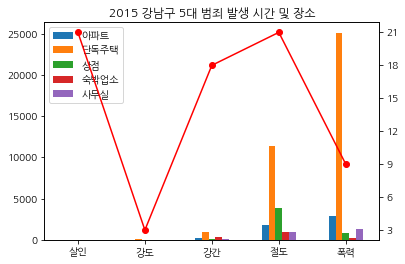 2015 강남구 5대 범죄 발생 시간 및 장소
아파트
단독주택
상점
숙박업소
사무실
25000
20000
15000
10000
5000
0
21
18
15
12
9
6
3
살인 강도 강간 절도 폭력